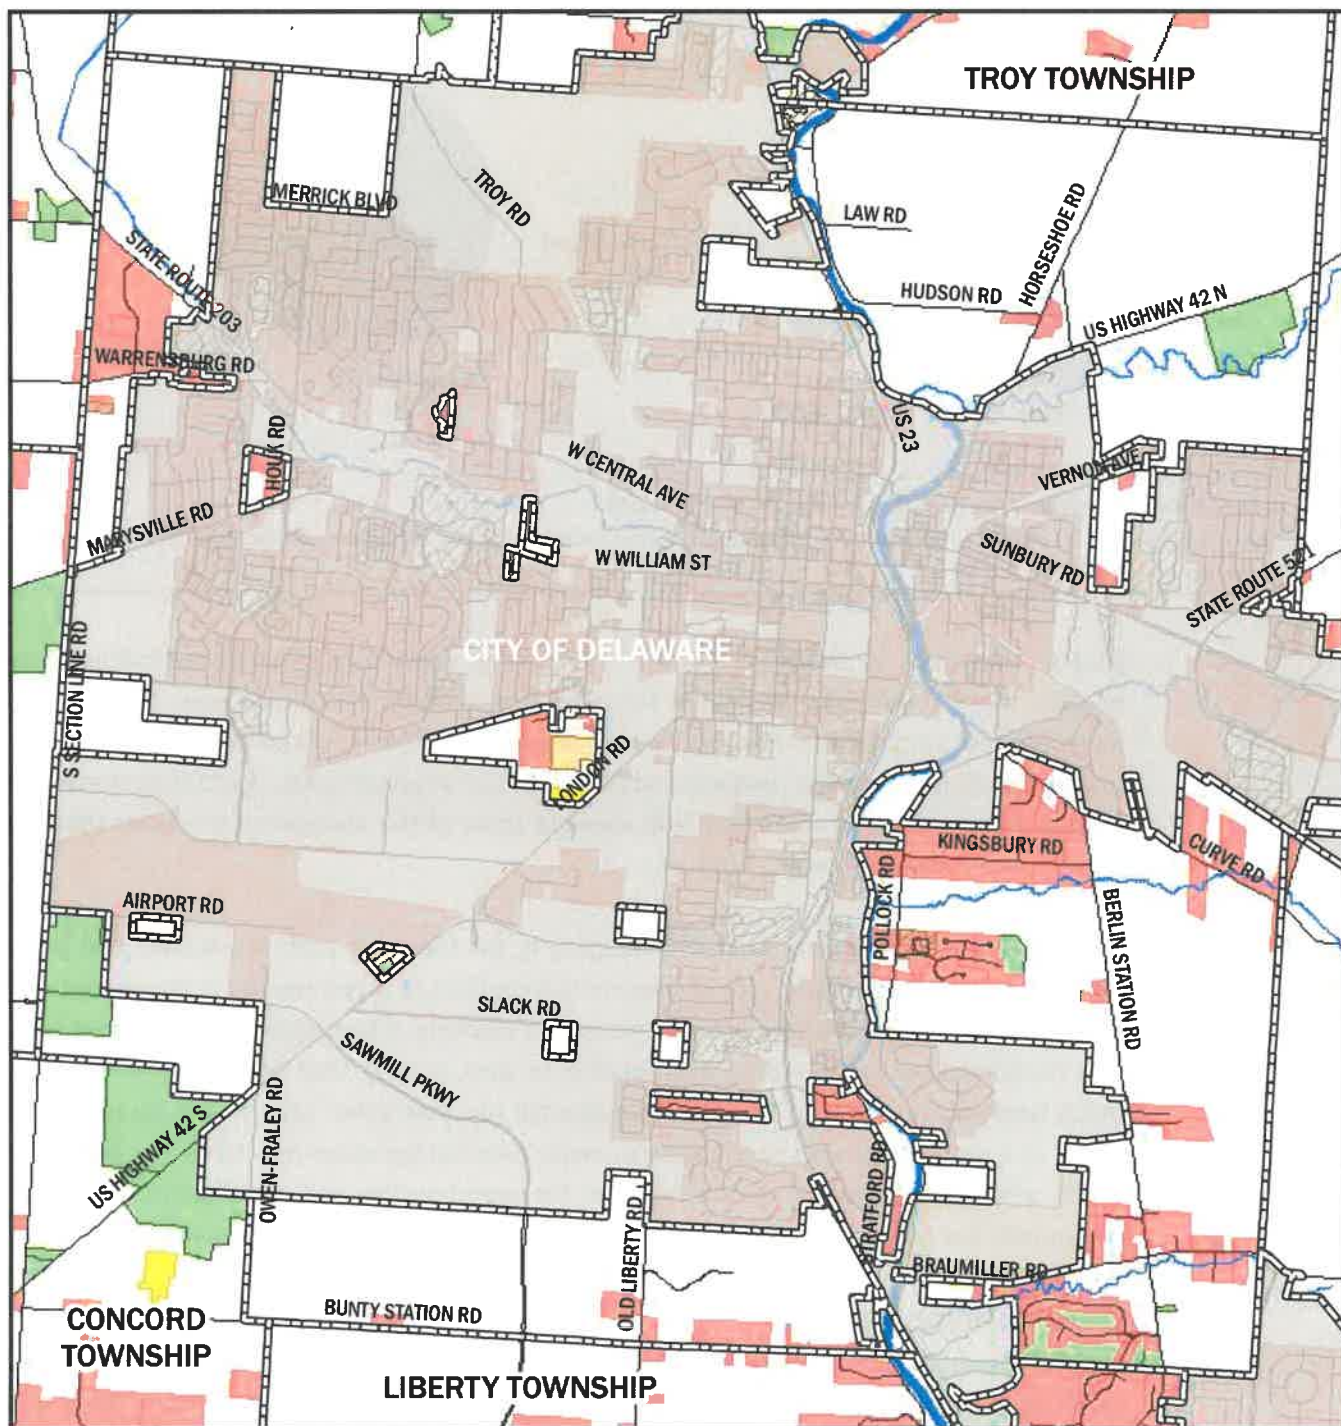 TROY TOWNSHIP
MERRICK BLVD
TROY RD
LAW RD
HORSESHOE RD
STATE ROUTE 203
HUDSON RD
US HIGHWAY 42 N
WARRENSBURG RD
HOUK RD
US 23
W CENTRAL AVE
VERNON AVE
MARYSVILLE RD
SUNBURY RD
W WILLIAM ST
STATE ROUTE 521
CITY OF DELAWARE
S SECTION LINE RD
LONDON RD
KINGSBURY RD
CURVE RD
POLLOCK RD
AIRPORT RD
BERLIN STATION RD
SLACK RD
SAWMILL PKWY
US HIGHWAY 42 S
OWEN-FRALEY RD
STRATFORD RD
OLD LIBERTY RD
BRAUMILLER RD
BUNTY STATION RD
CONCORD
TOWNSHIP
LIBERTY TOWNSHIP